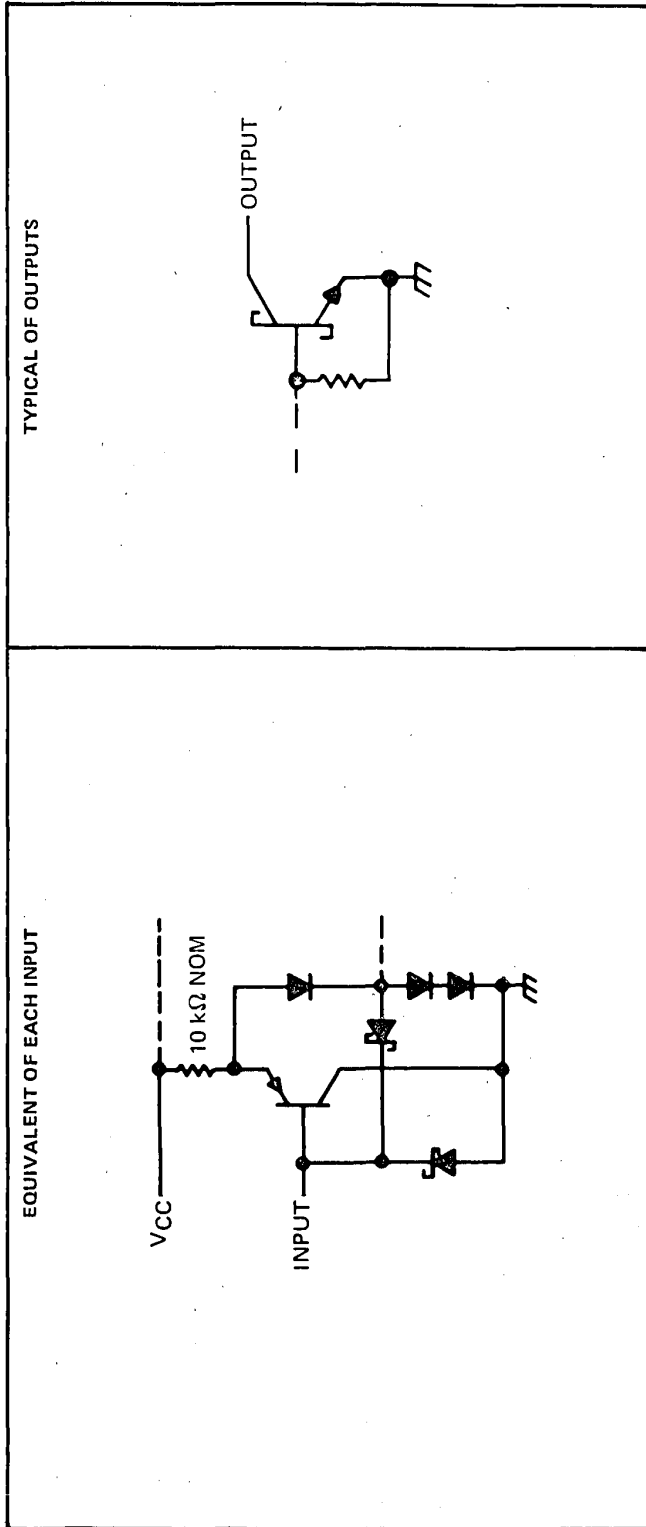 EQUIVALENT OF EACH INPUT
VCC
10 kΩ NOM
INPUT
TYPICAL OF OUTPUTS
OUTPUT